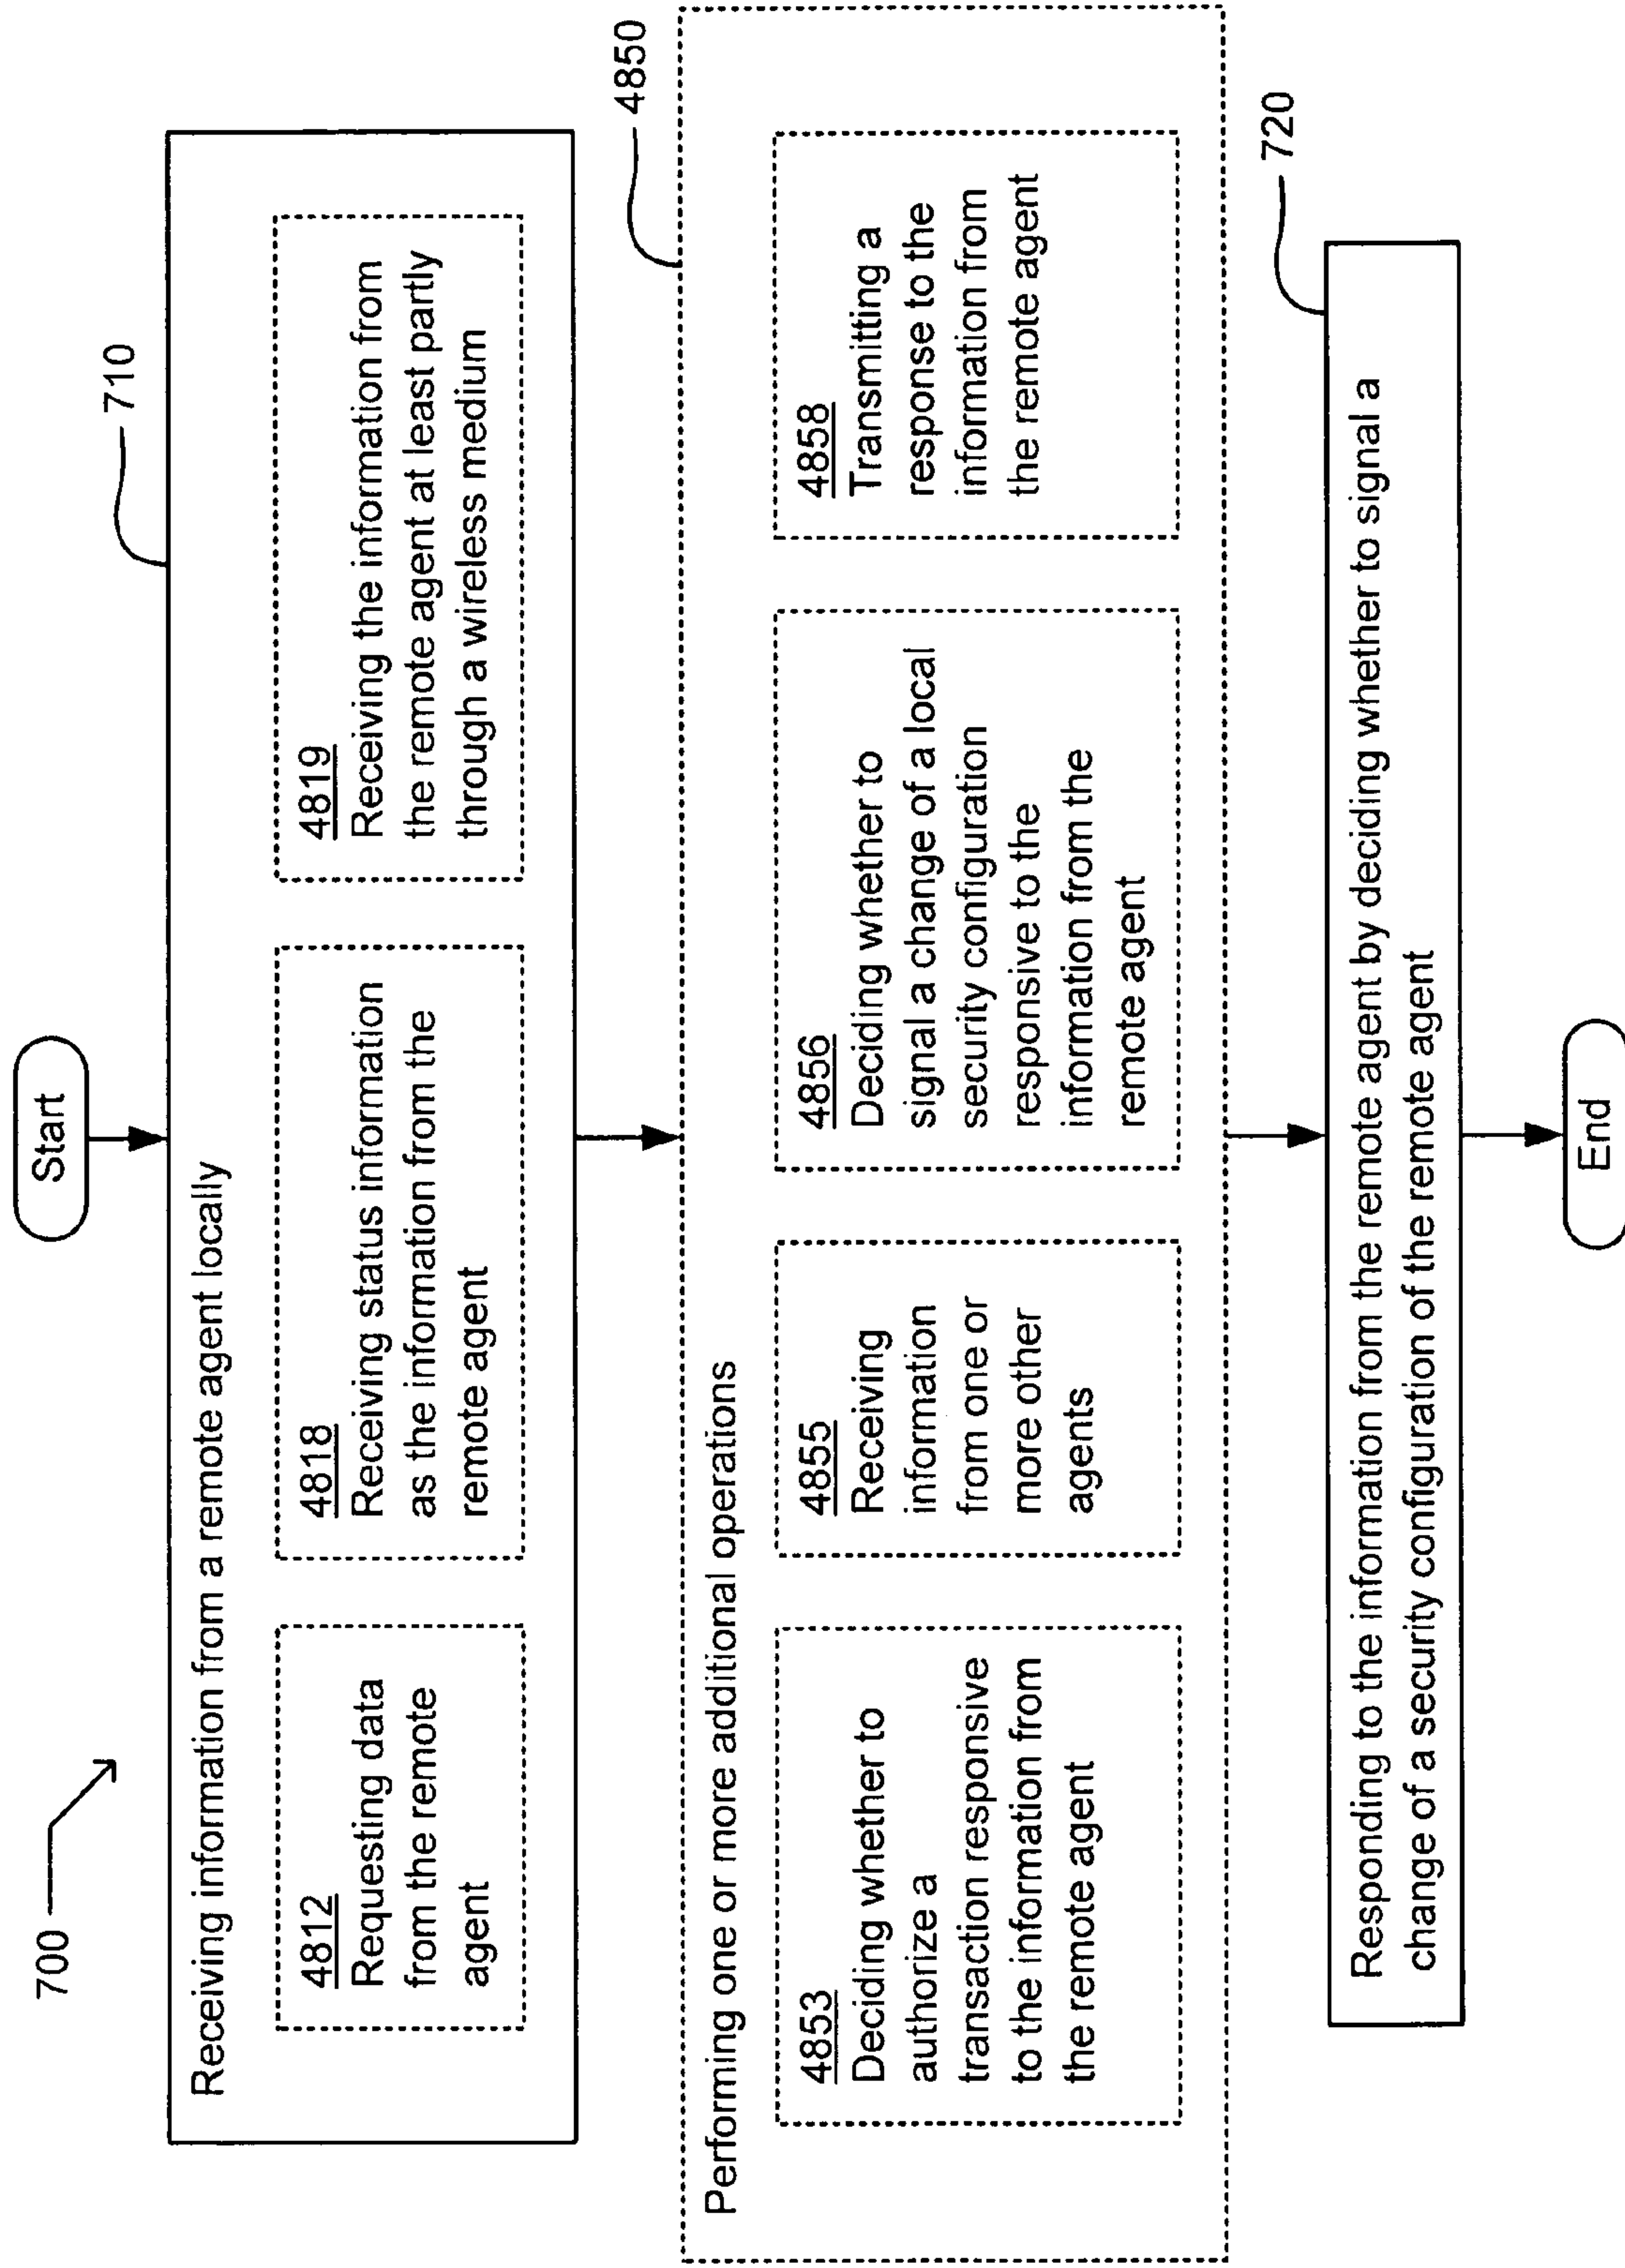 700
Start
710
Receiving information from a remote agent locally
4812
Requesting data
from the remote
agent
4818
Receiving status information
as the information from the
remote agent
4819
Receiving the information from
the remote agent at least partly
through a wireless medium
4850
Performing one or more additional operations
4853
Deciding whether to
authorize a
transaction responsive
to the information from
the remote agent
4855
Receiving
information
from one or
more other
agents
4856
Deciding whether to
signal a change of a local
security configuration
responsive to the
information from the
remote agent
4858
Transmitting a
response to the
information from
the remote agent
720
Responding to the information from the remote agent by deciding whether to signal a
change of a security configuration of the remote agent
End